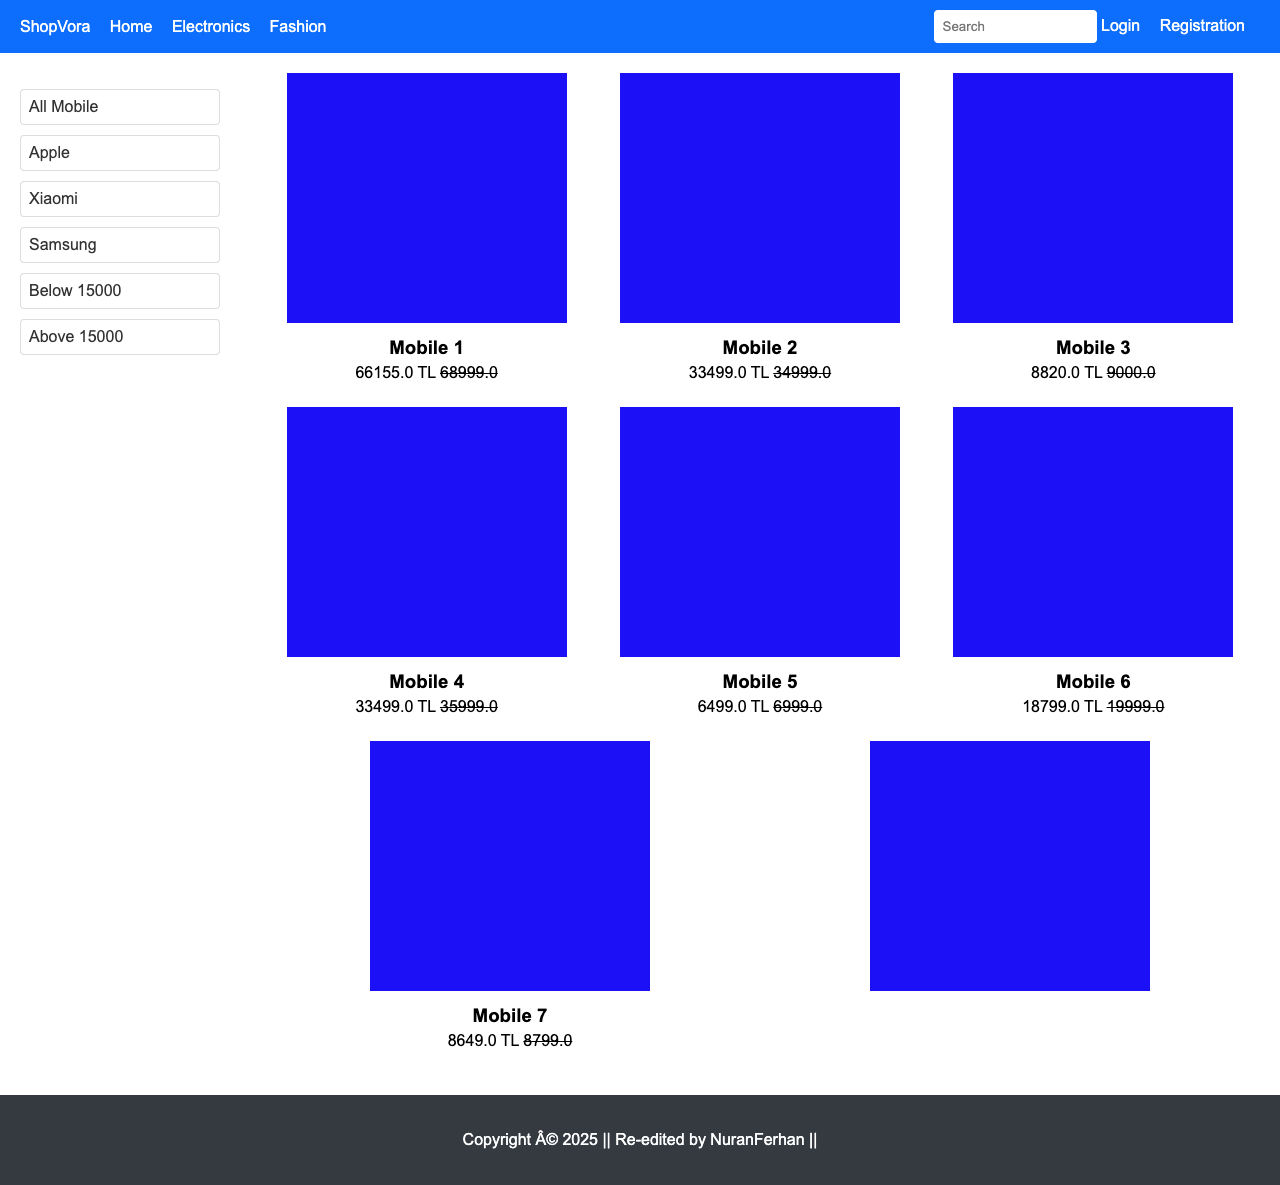 ShopVora Home Electronics Fashion Search Login Registration
All Mobile
Apple
Xiaomi
Samsung
Below 15000
Above 15000
Mobile 1
66155.0 TL 68999.0
Mobile 2
33499.0 TL 34999.0
Mobile 3
8820.0 TL 9000.0
Mobile 4
33499.0 TL 35999.0
Mobile 5
6499.0 TL 6999.0
Mobile 6
18799.0 TL 19999.0
Mobile 7
8649.0 TL 8799.0
Copyright Â© 2025 || Re-edited by NuranFerhan ||